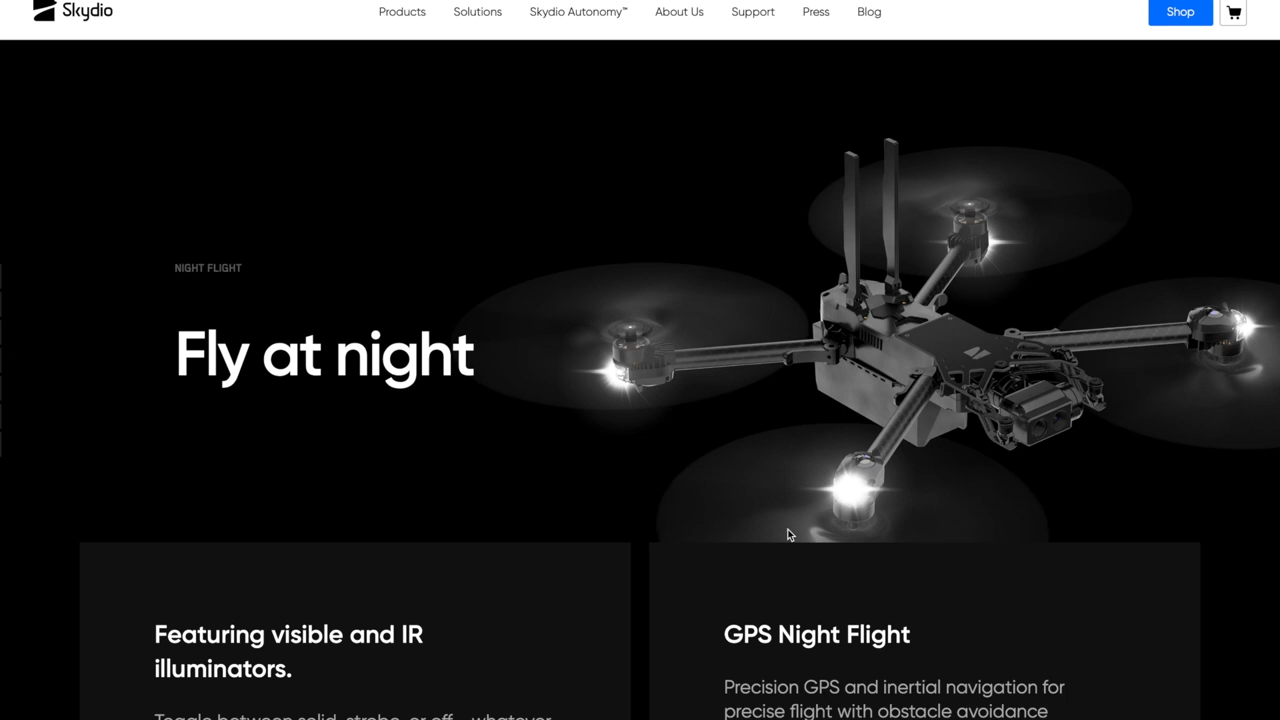 Skydio
Products
Solutions
Skydio Autonomy™
About Us
Support
Press
Blog
Shop
NIGHT FLIGHT
Fly at night
Featuring visible and IR
illuminators.
Toggle between solid, strobe, or off – whatever
GPS Night Flight
Precision GPS and inertial navigation for
precise flight with obstacle avoidance